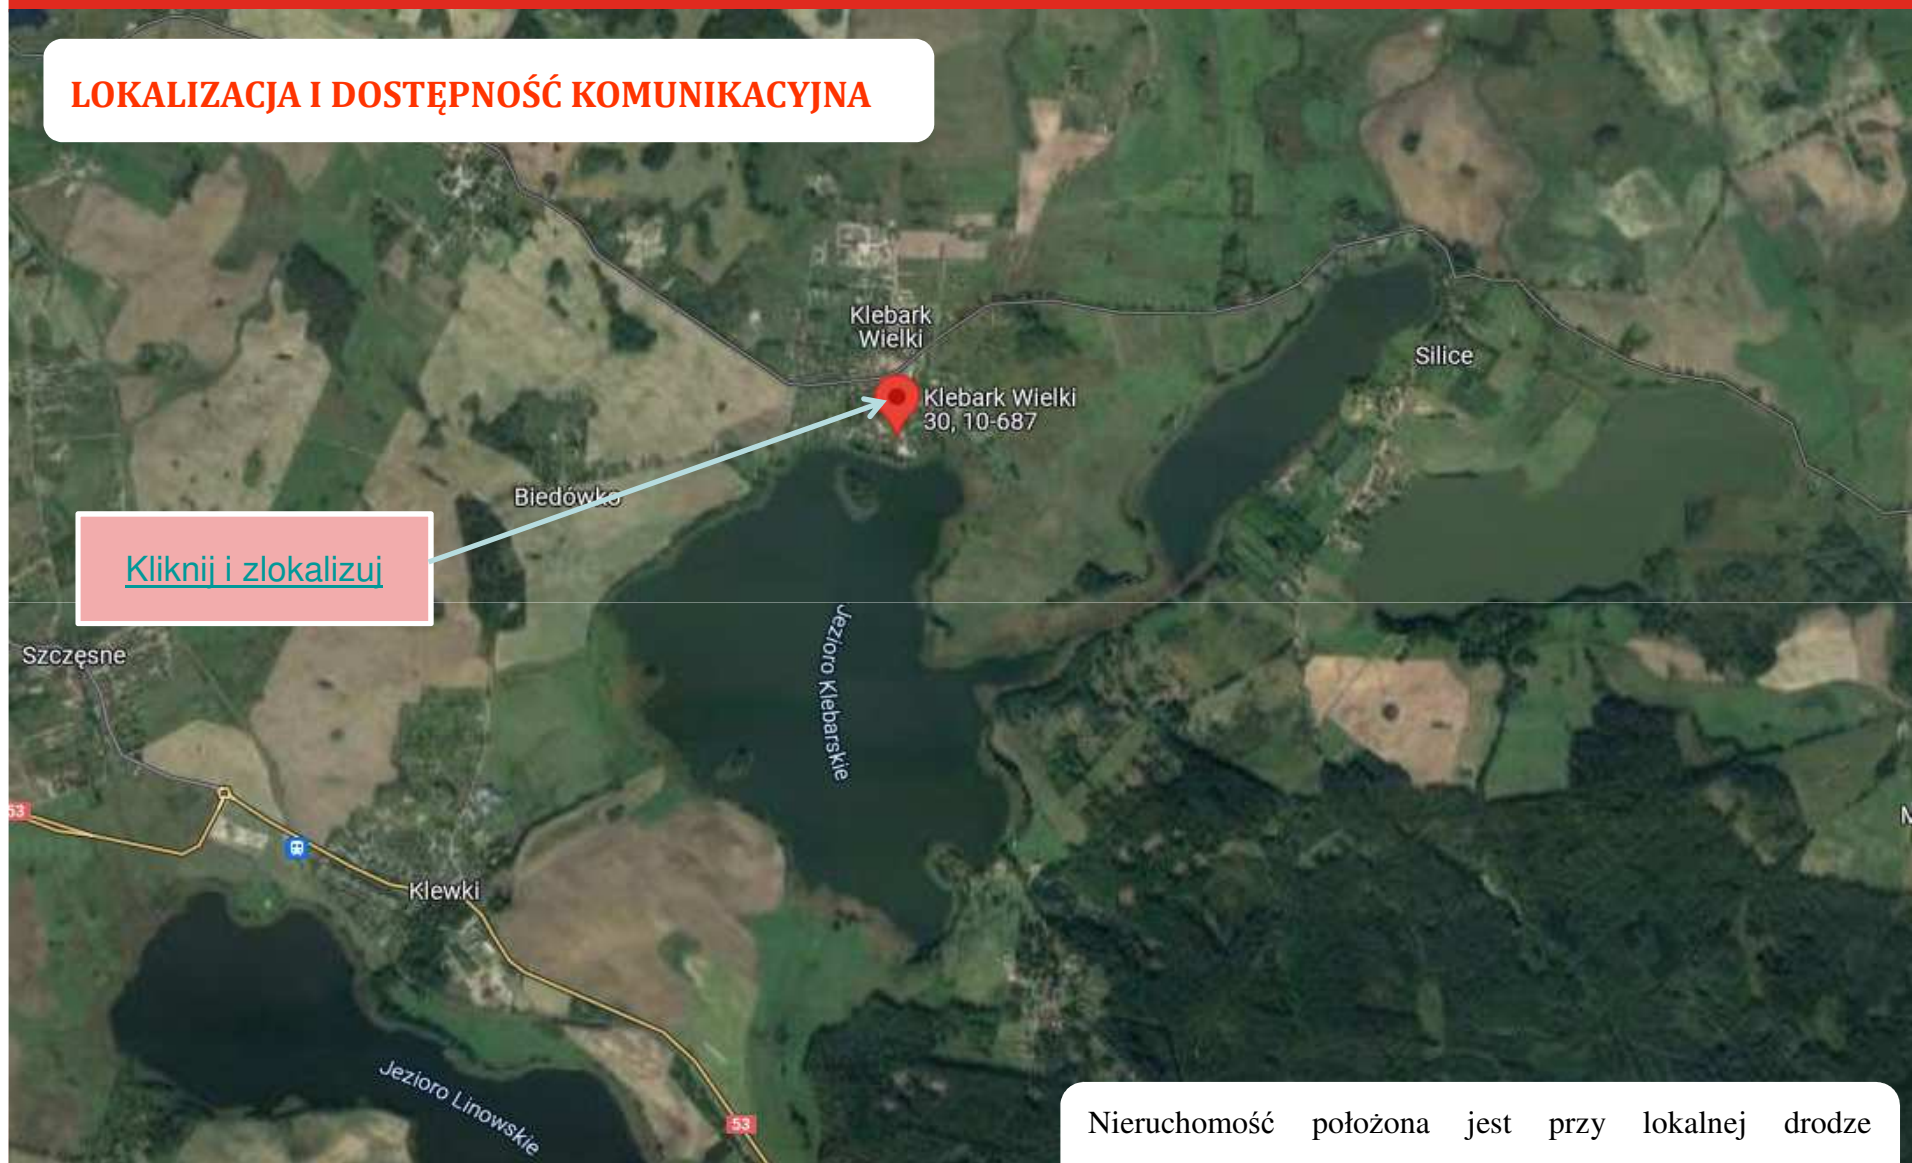 LOKALIZACJA I DOSTĘPNOŚĆ KOMUNIKACYJNA
Klebark
Wielki
Silice
Klebark Wielki
30, 10-687
Biedówko
Kliknij i zlokalizuj
Jezioro Klebarskie
Szczęsne
53
Klewki
Jezioro Linowskie
53
Nieruchomość położona jest przy lokalnej drodze